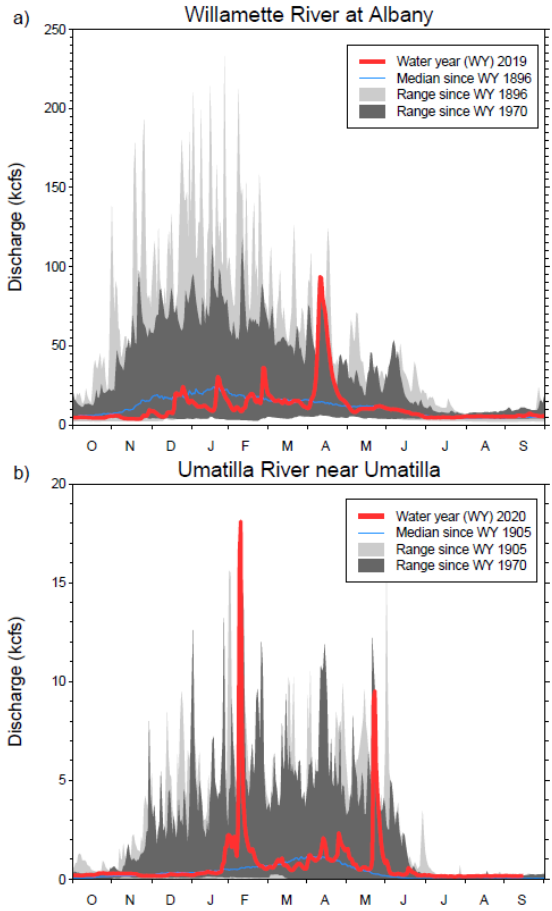 a) Willamette River at Albany
Discharge (kcfs)
250
200
150
100
50
0
Water year (WY) 2019
Median since WY 1896
Range since WY 1896
Range since WY 1970
O N D J F M A M J J A S
b) Umatilla River near Umatilla
Discharge (kcfs)
20
15
10
5
0
Water year (WY) 2020
Median since WY 1905
Range since WY 1905
Range since WY 1970
O N D J F M A M J J A S